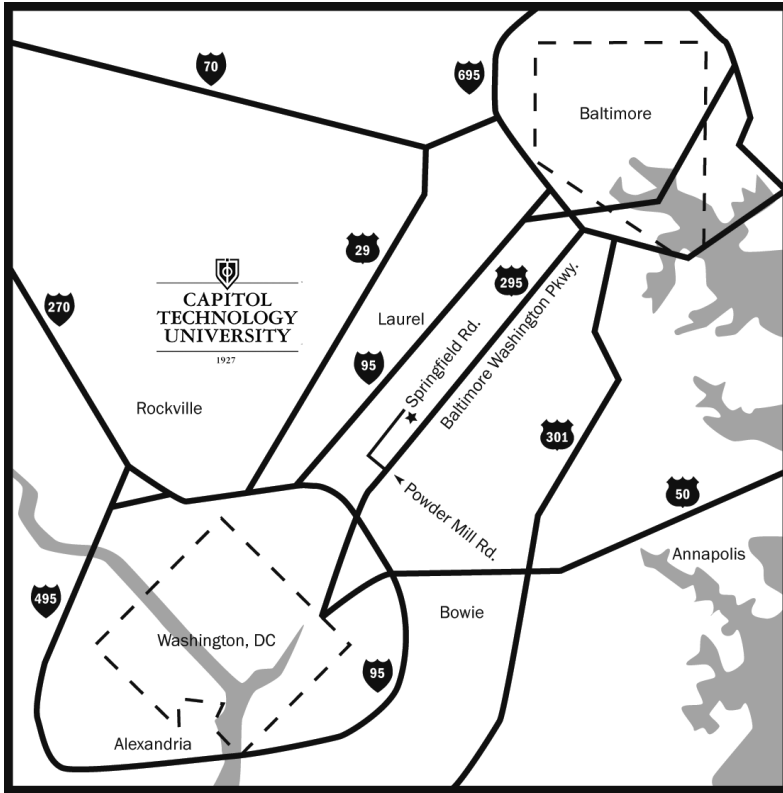 70
695
Baltimore
29
CAPITOL
TECHNOLOGY
UNIVERSITY
1927
270
295
Laurel
95
Springfield Rd.
Baltimore Washington Pkwy.
Rockville
301
50
Powder Mill Rd.
Annapolis
495
Bowie
Washington, DC
95
Alexandria